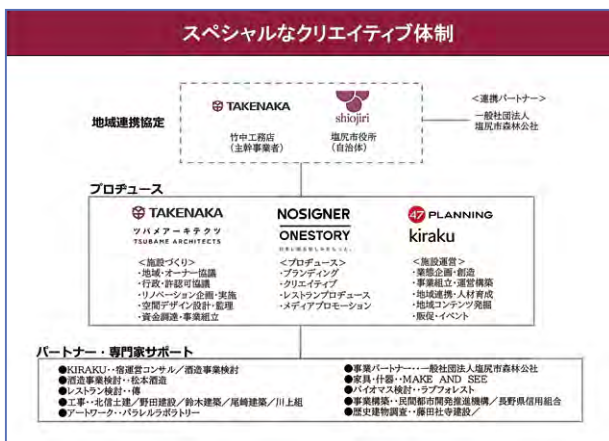 スペシャルなクリエイティブ体制
地域連携協定
TAKENAKA
竹中工務店
(主幹事業者)
shiojiri
塩尻市役所
(自治体)
<連携パートナー>
一般社団法人
塩尻市森林公社
プロデュース
TAKENAKA
ツバメアーキテクツ
TSUBAME ARCHITECTS
<施設づくり>
・地域・オーナー協議
・行政・許認可協議
・リノベーション企画・実施
・空間デザイン設計・監理
・資金調達・事業組立
NOSIGNER
ONESTORY
<プロデュース>
・ブランディング
・クリエイティブ
・レストランプロデュース
・メディアプロモーション
47 PLANNING
kiraku
<施設運営>
・業態企画・創造
・事業組立・運営構築
・地域連携・人材育成
・地域コンテンツ発掘
・販促・イベント
パートナー・専門家サポート
●KIRAKU・・宿運営コンサル/酒造事業検討
●酒造事業検討・・松本酒造
●レストラン検討・・傳
●工事・・北信土建/野田建設/鈴木建築/尾崎建築/川上組
●アートワーク・・パラレルラボラトリー
●事業パートナー・・一般社団法人塩尻市森林公社
●家具・什器・・MAKE AND SEE
●バイオマス検討・・ラブフォレスト
●事業構築・・民間都市開発推進機構/長野県信用組合
●歴史建物調査・・藤田社寺建設/